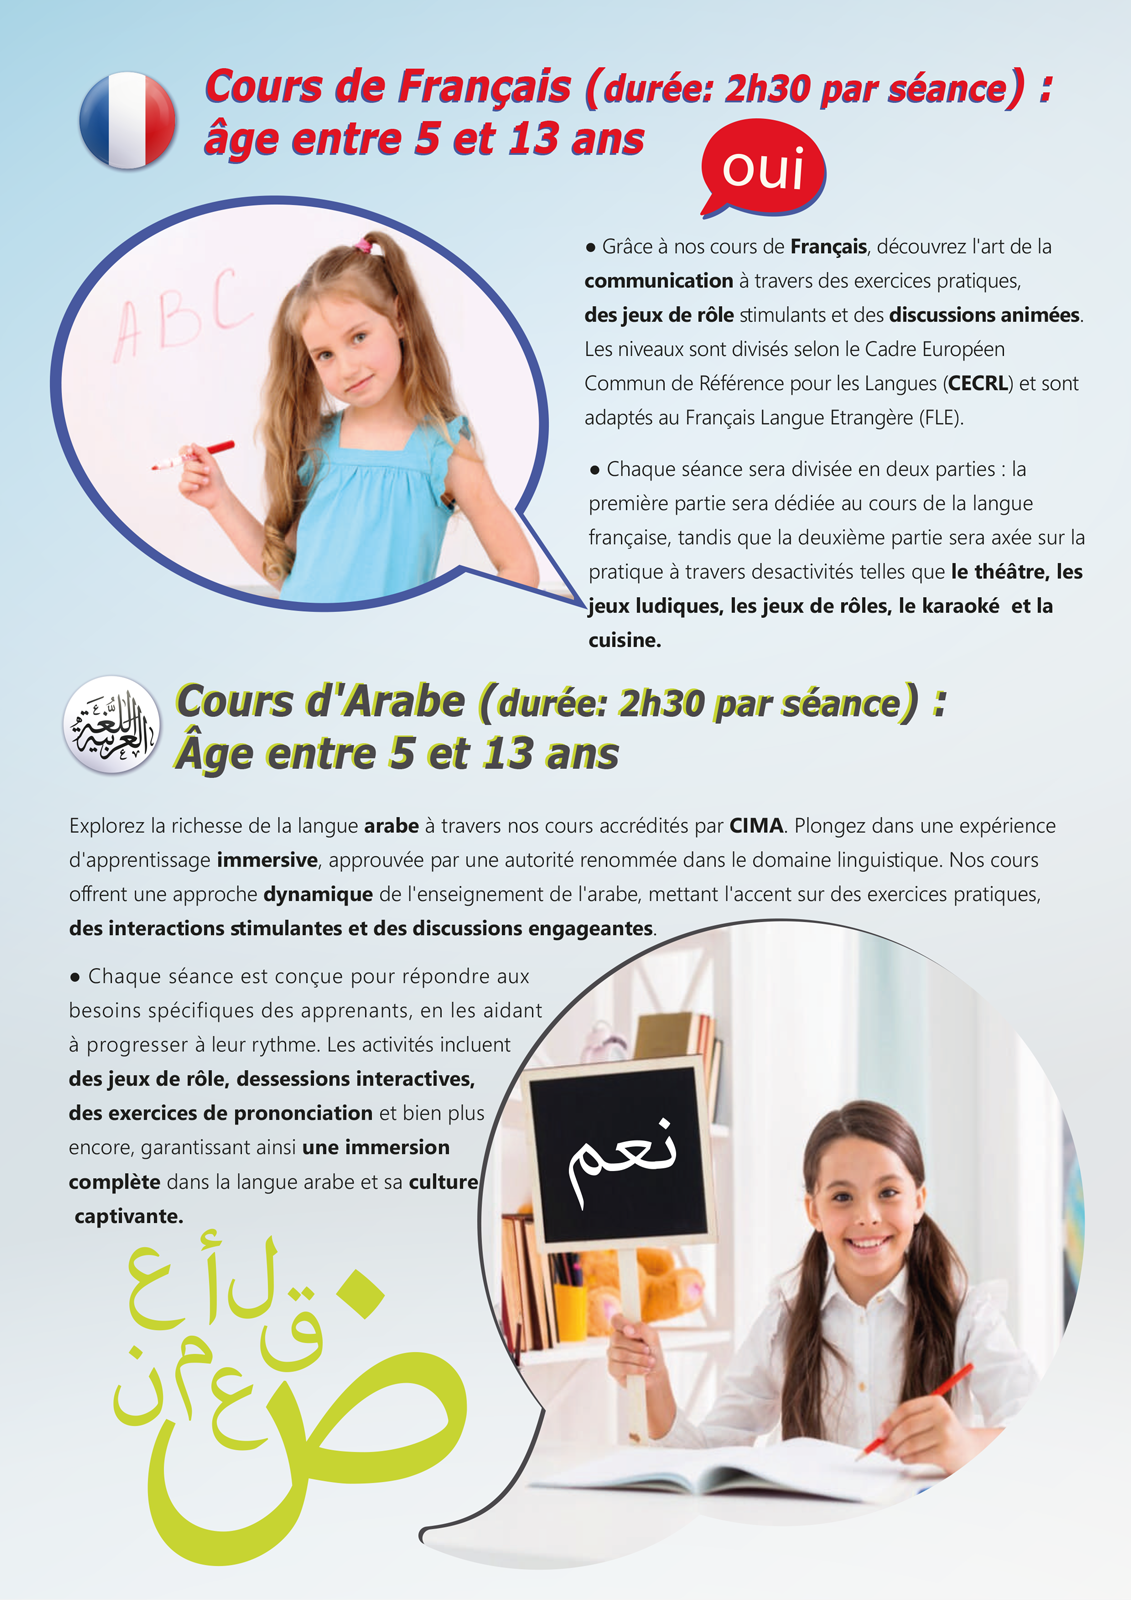 Cours de Français (durée: 2h30 par séance) :
âge entre 5 et 13 ans
oui
ABC
● Grâce à nos cours de Français, découvrez l'art de la
communication à travers des exercices pratiques,
des jeux de rôle stimulants et des discussions animées.
Les niveaux sont divisés selon le Cadre Européen
Commun de Référence pour les Langues (CECRL) et sont
adaptés au Français Langue Etrangère (FLE).
● Chaque séance sera divisée en deux parties : la
première partie sera dédiée au cours de la langue
française, tandis que la deuxième partie sera axée sur la
pratique à travers desactivités telles que le théâtre, les
jeux ludiques, les jeux de rôles, le karaoké et la
cuisine.
اللغة العربية
Cours d'Arabe (durée: 2h30 par séance) :
Âge entre 5 et 13 ans
Explorez la richesse de la langue arabe à travers nos cours accrédités par CIMA. Plongez dans une expérience
d'apprentissage immersive, approuvée par une autorité renommée dans le domaine linguistique. Nos cours
offrent une approche dynamique de l'enseignement de l'arabe, mettant l'accent sur des exercices pratiques,
des interactions stimulantes et des discussions engageantes.
● Chaque séance est conçue pour répondre aux
besoins spécifiques des apprenants, en les aidant
à progresser à leur rythme. Les activités incluent
des jeux de rôle, dessessions interactives,
des exercices de prononciation et bien plus
encore, garantissant ainsi une immersion
complète dans la langue arabe et sa culture
captivante.
نعم
ل أ ع
ق
ع م ن
ض